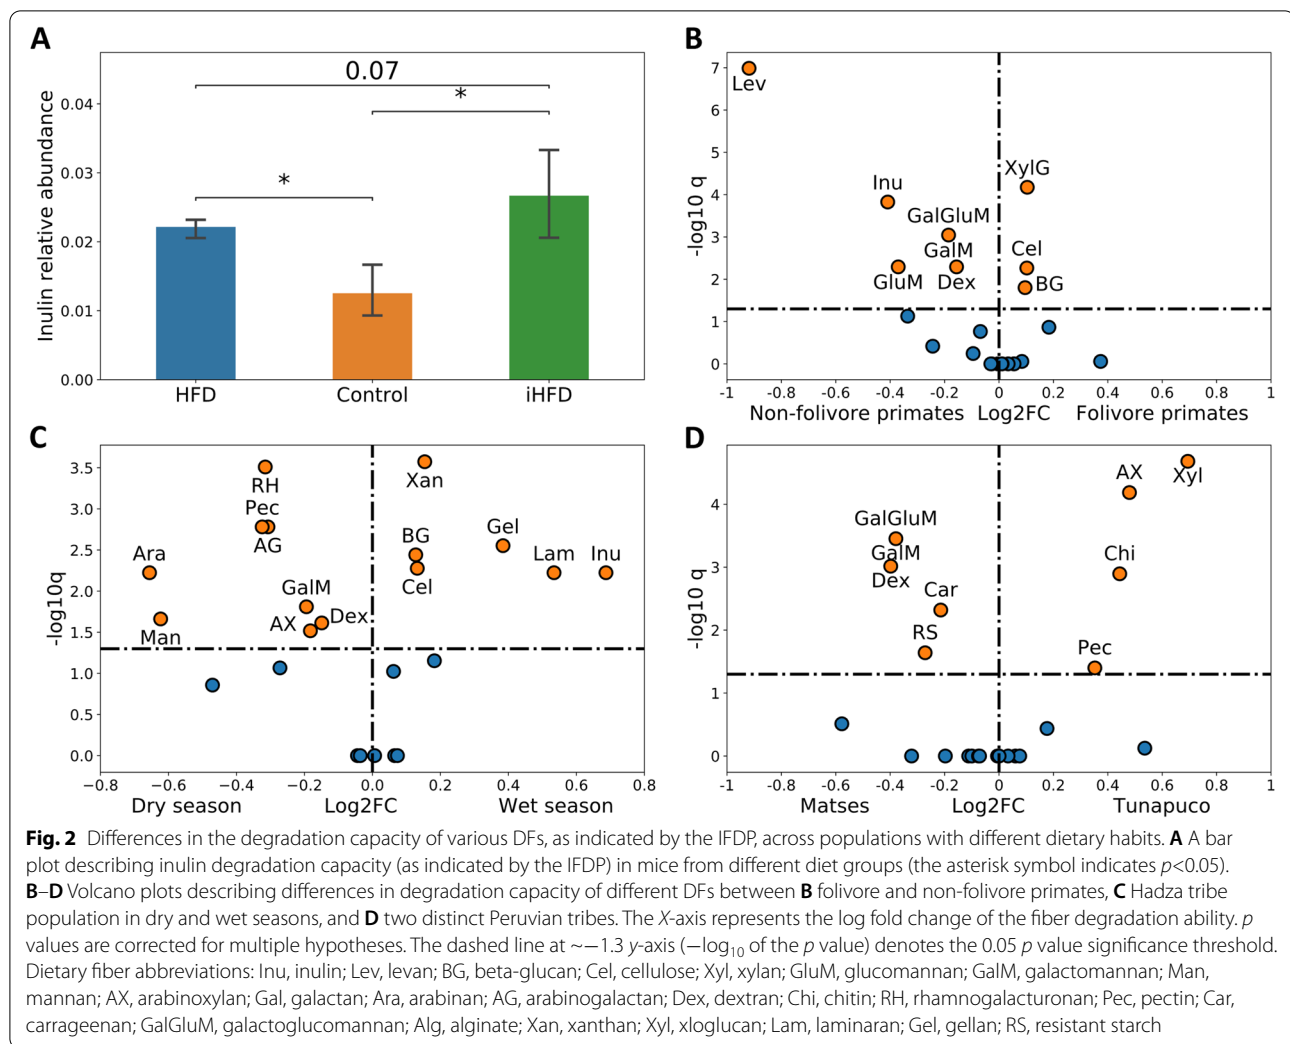 A
0.07
*
*
Inulin relative abundance
0.04
0.03
0.02
0.01
0.00
HFD
Control
iHFD
B
-log10 q
7
6
5
4
3
2
1
0
Lev
Inu
XylG
GalGluM
GalM
GluM
Dex
Cel
BG
-1
-0.8
-0.6
-0.4
-0.2
0
0.2
0.4
0.6
0.8
1
Non-folivore primates
Log2FC
Folivore primates
C
-log10q
3.5
3.0
2.5
2.0
1.5
1.0
0.5
0.0
RH
Xan
Pec
AG
Ara
Man
GalM
AX
Dex
BG
Cel
Gel
Lam
Inu
−0.8
−0.6
−0.4
−0.2
0.0
0.2
0.4
0.6
0.8
Dry season
Log2FC
Wet season
D
-log10 q
4
3
2
1
0
AX
Xyl
GalGluM
GalM
Dex
Chi
Car
RS
Pec
-1
-0.8
-0.6
-0.4
-0.2
0
0.2
0.4
0.6
0.8
1
Matses
Log2FC
Tunapuco
Fig. 2 Differences in the degradation capacity of various DFs, as indicated by the IFDP, across populations with different dietary habits. A A bar
plot describing inulin degradation capacity (as indicated by the IFDP) in mice from different diet groups (the asterisk symbol indicates p<0.05).
B–D Volcano plots describing differences in degradation capacity of different DFs between B folivore and non-folivore primates, C Hadza tribe
population in dry and wet seasons, and D two distinct Peruvian tribes. The X-axis represents the log fold change of the fiber degradation ability. p
values are corrected for multiple hypotheses. The dashed line at ~−1.3 y-axis (−log10 of the p value) denotes the 0.05 p value significance threshold.
Dietary fiber abbreviations: Inu, inulin; Lev, levan; BG, beta-glucan; Cel, cellulose; Xyl, xylan; GluM, glucomannan; GalM, galactomannan; Man,
mannan; AX, arabinoxylan; Gal, galactan; Ara, arabinan; AG, arabinogalactan; Dex, dextran; Chi, chitin; RH, rhamnogalacturonan; Pec, pectin; Car,
carrageenan; GalGluM, galactoglucomannan; Alg, alginate; Xan, xanthan; Xyl, xloglucan; Lam, laminaran; Gel, gellan; RS, resistant starch